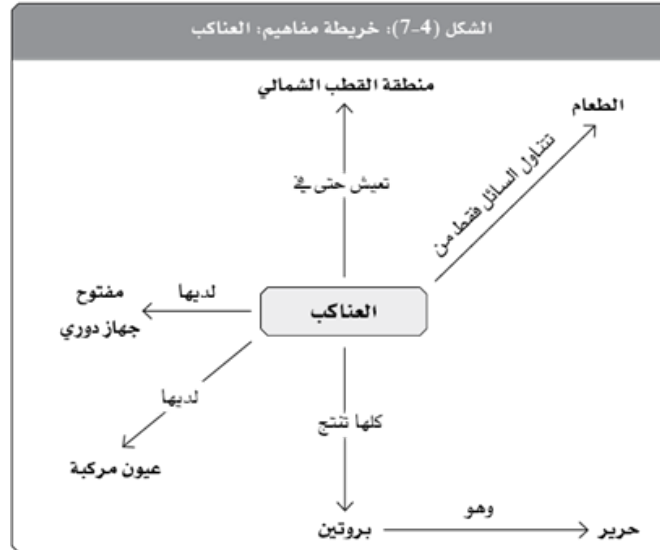 الشكل (4-7): خريطة مفاهيم: العناكب
منطقة القطب الشمالي
الطعام
تعيش حتى في
تتناول السائل فقط من
العناكب
لديها
مفتوح
جهاز دوري
لديها
عيون مركبة
كلها تنتج
بروتين
وهو
حرير